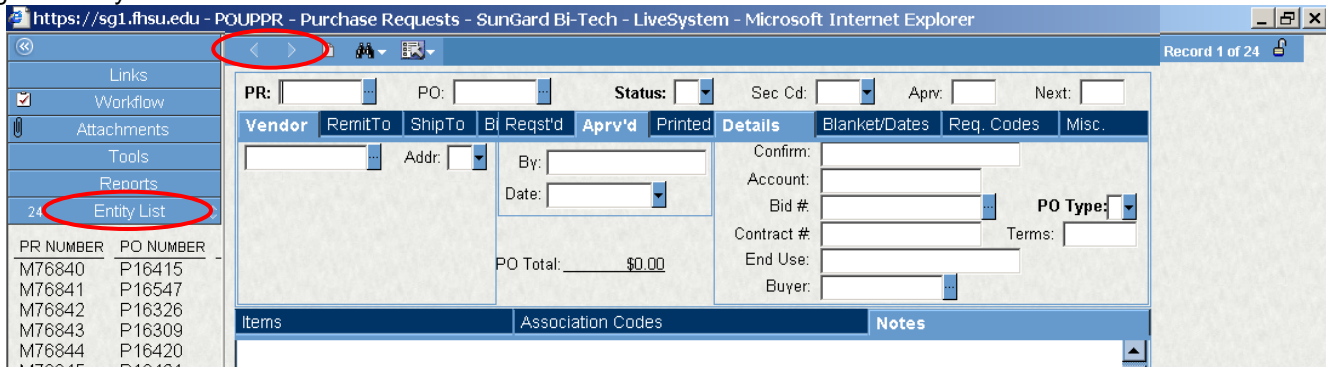 https://sg1.fhsu.edu - POUPPR - Purchase Requests - SunGard Bi-Tech - LiveSystem - Microsoft Internet Explorer
Record 1 of 24
Links
Workflow
Attachments
Tools
Reports
24 Entity List
PR NUMBER PO NUMBER
M76840 P16415
M76841 P16547
M76842 P16326
M76843 P16309
M76844 P16420
PR: PO: Status: Sec Cd: Aprv: Next:
Vendor RemitTo ShipTo Bi Reqst'd Aprv'd Printed Details Blanket/Dates Req. Codes Misc.
Addr: By: Confirm:
Date: Account:
Bid #: PO Type:
Contract #: Terms:
PO Total: $0.00 End Use:
Buyer:
Items Association Codes Notes